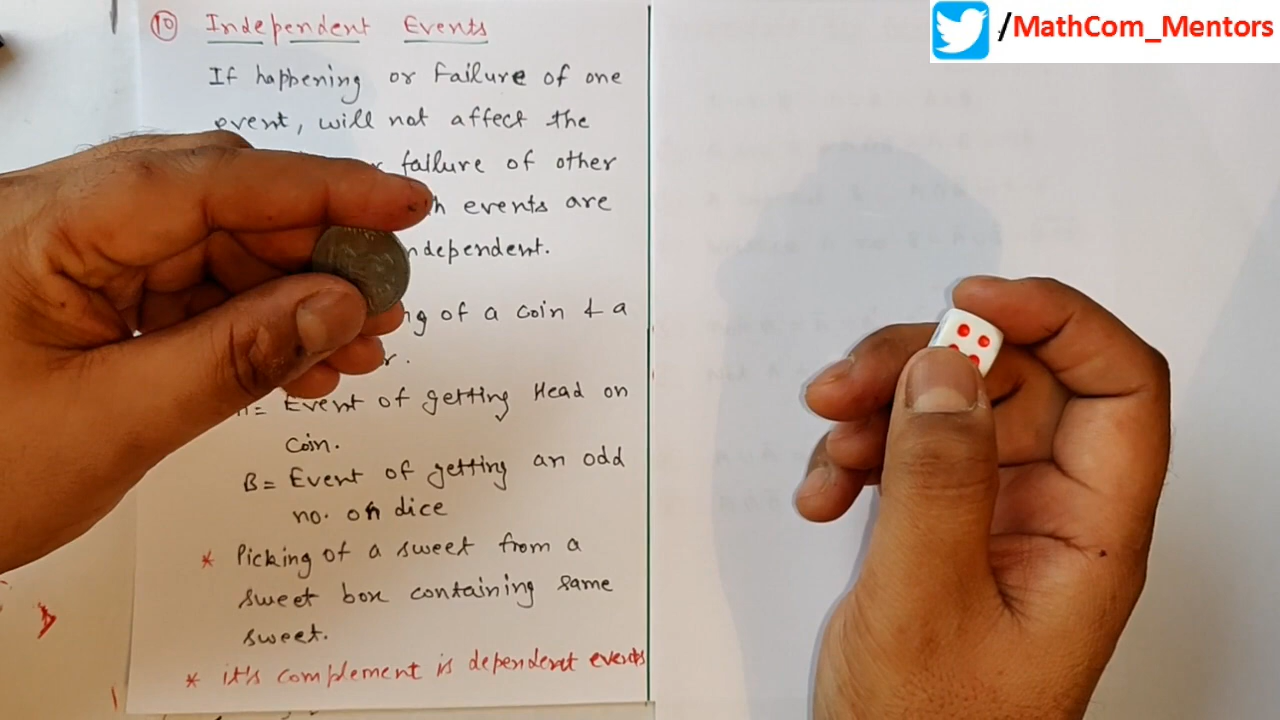 10 Independent Events
If happening or failure of one
event, will not affect the
failure of other
events are
independent.
of a coin & a
= Event of getting Head on
Coin.
B = Event of getting an odd
no. on dice
* Picking of a sweet from a
sweet box containing same
sweet.
* it's complement is dependent events
/MathCom_Mentors